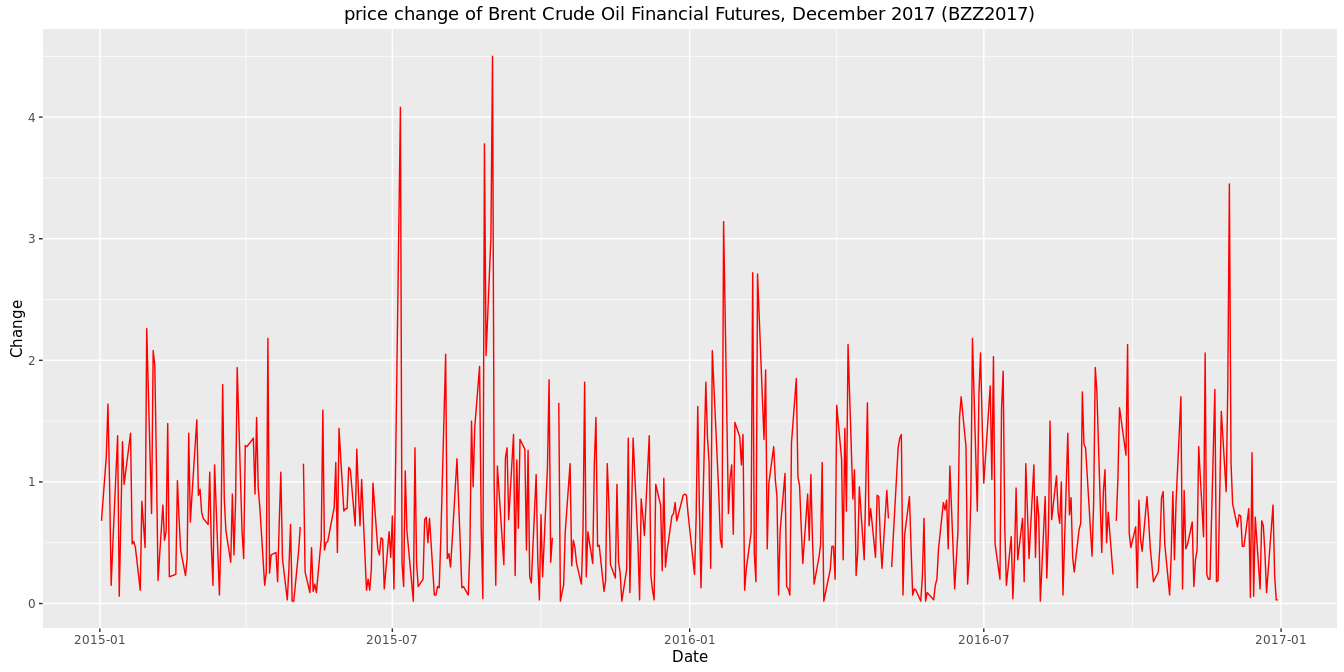 price change of Brent Crude Oil Financial Futures, December 2017 (BZZ2017)
Change
4
3
2
1
0
2015-01 2015-07 2016-01 2016-07 2017-01
Date